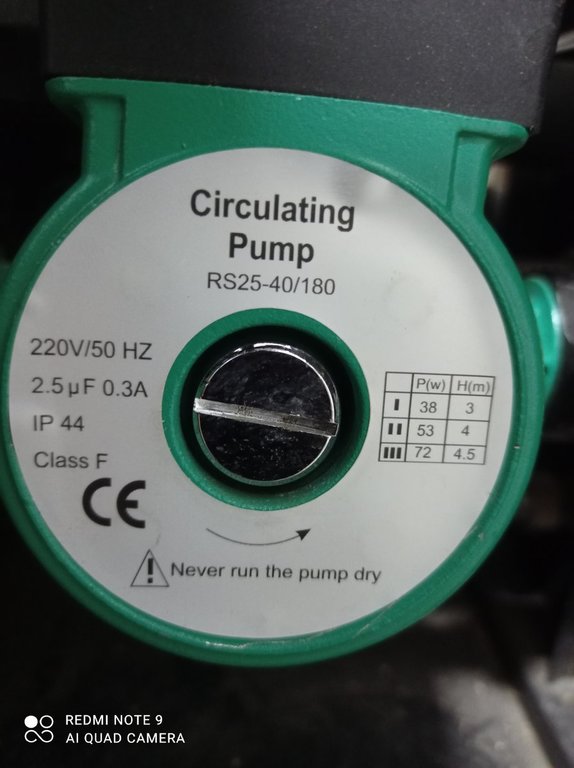 Circulating
Pump
RS25-40/180
220V/50 HZ
2.5µF 0.3A
IP 44
Class F
CE
P(w) H(m)
I 38 3
II 53 4
III 72 4.5
Never run the pump dry
REDMI NOTE 9
AI QUAD CAMERA